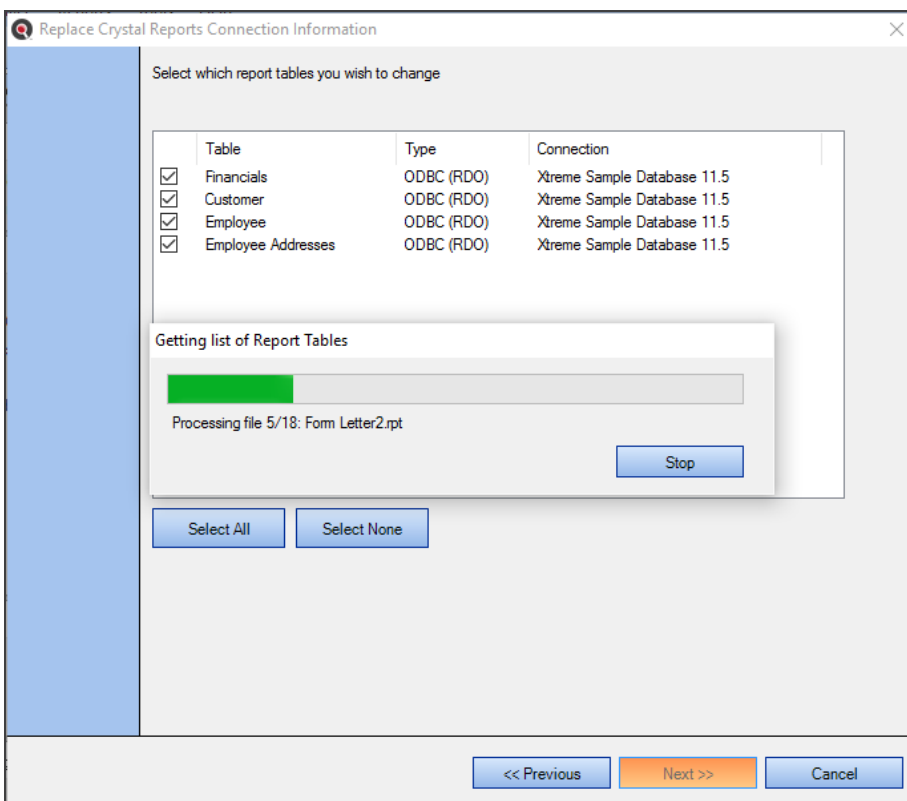 Replace Crystal Reports Connection Information
Select which report tables you wish to change
Table Type Connection
Financials ODBC (RDO) Xtreme Sample Database 11.5
Customer ODBC (RDO) Xtreme Sample Database 11.5
Employee ODBC (RDO) Xtreme Sample Database 11.5
Employee Addresses ODBC (RDO) Xtreme Sample Database 11.5
Getting list of Report Tables
Processing file 5/18: Form Letter2.rpt
Stop
Select All Select None
<< Previous Next >> Cancel